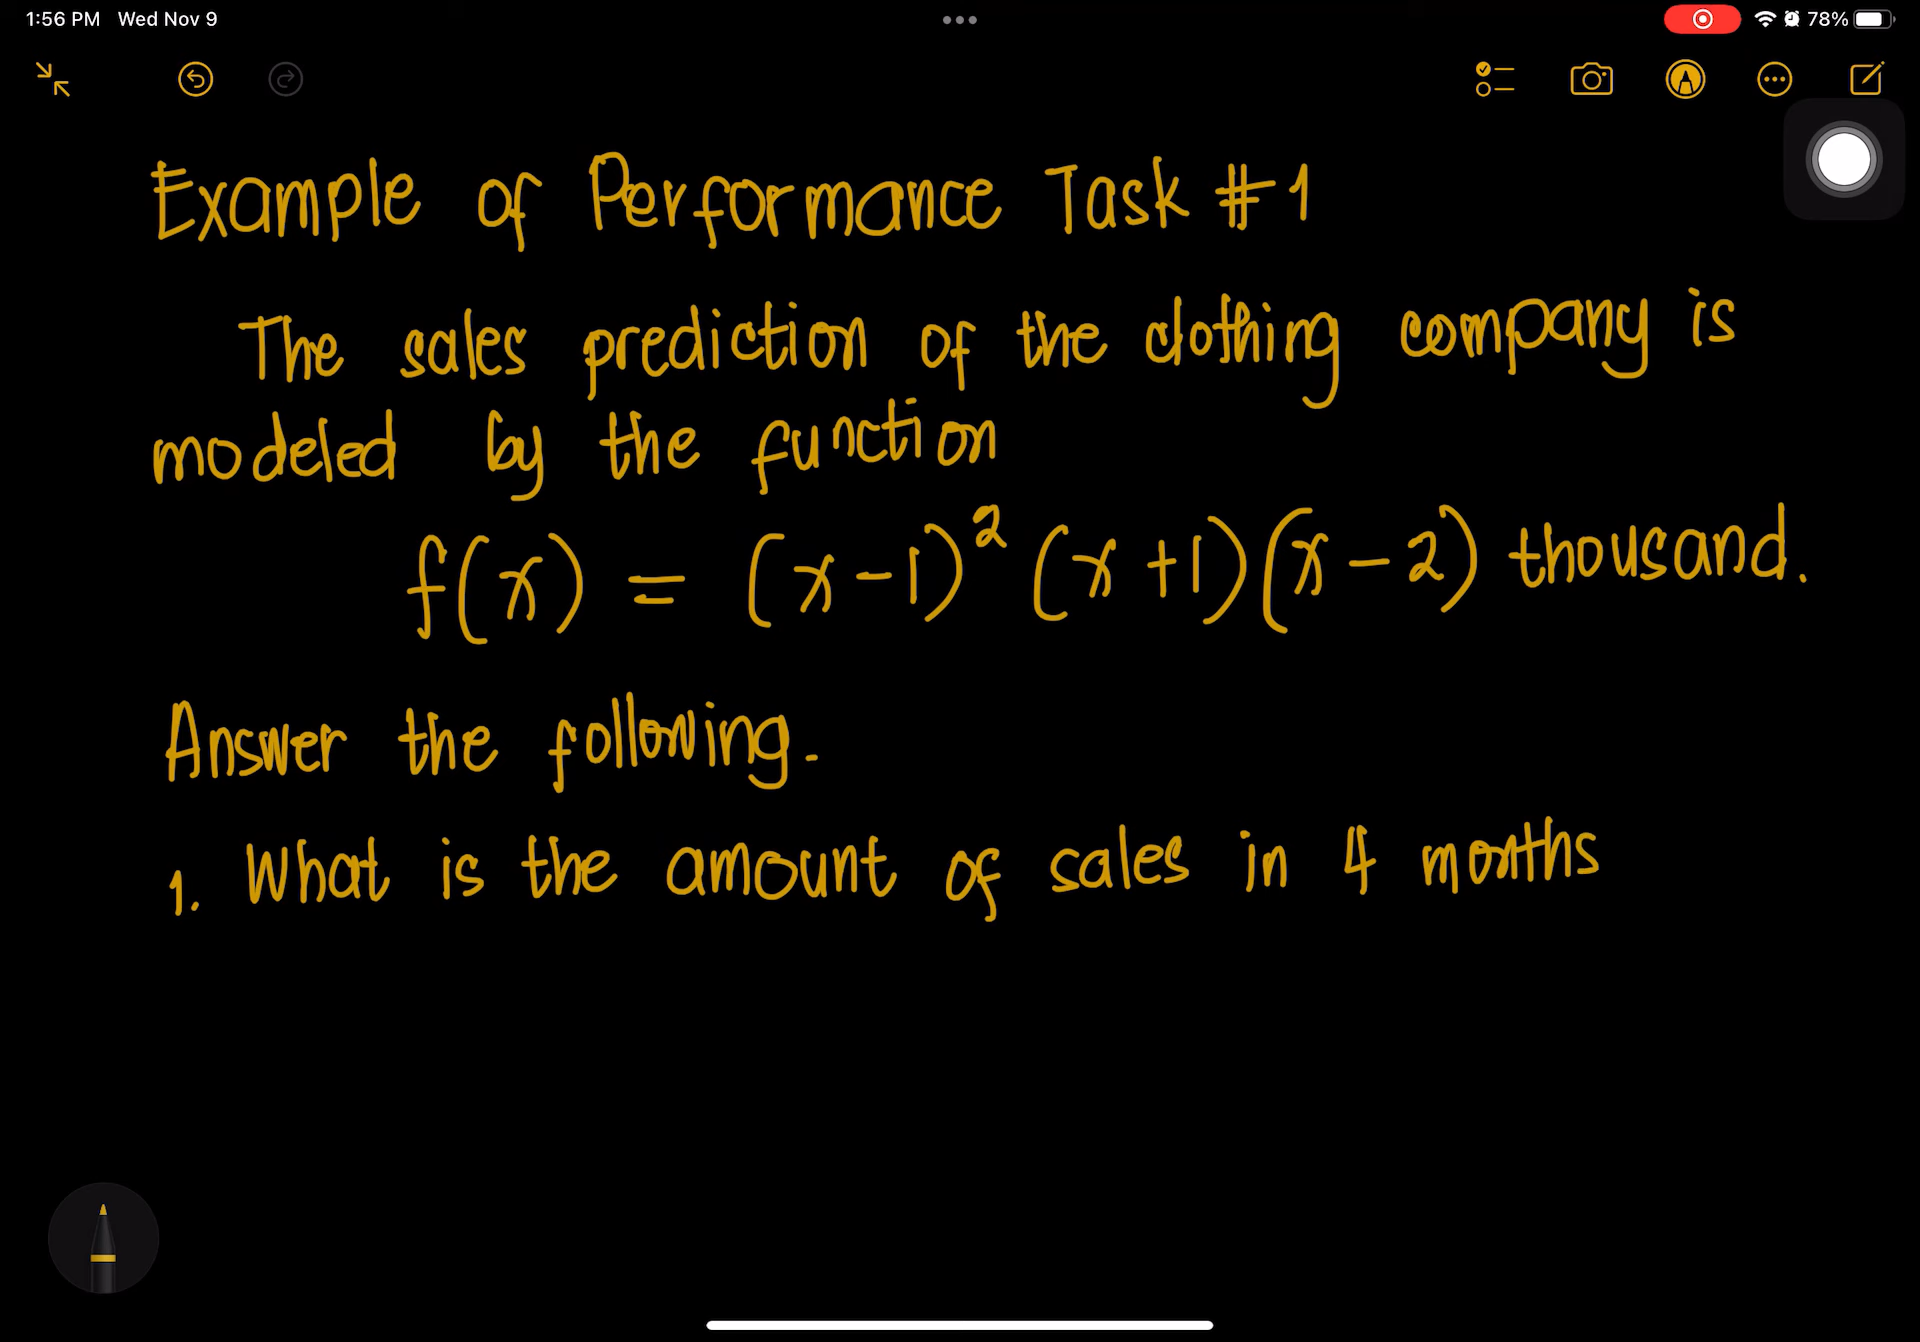 1:56 PM Wed Nov 9 78%
Example of Performance Task #1
The sales prediction of the clothing company is
modeled by the function
f(x) = (x-1)² (x+1)(x-2) thousand.
Answer the following.
1. What is the amount of sales in 4 months